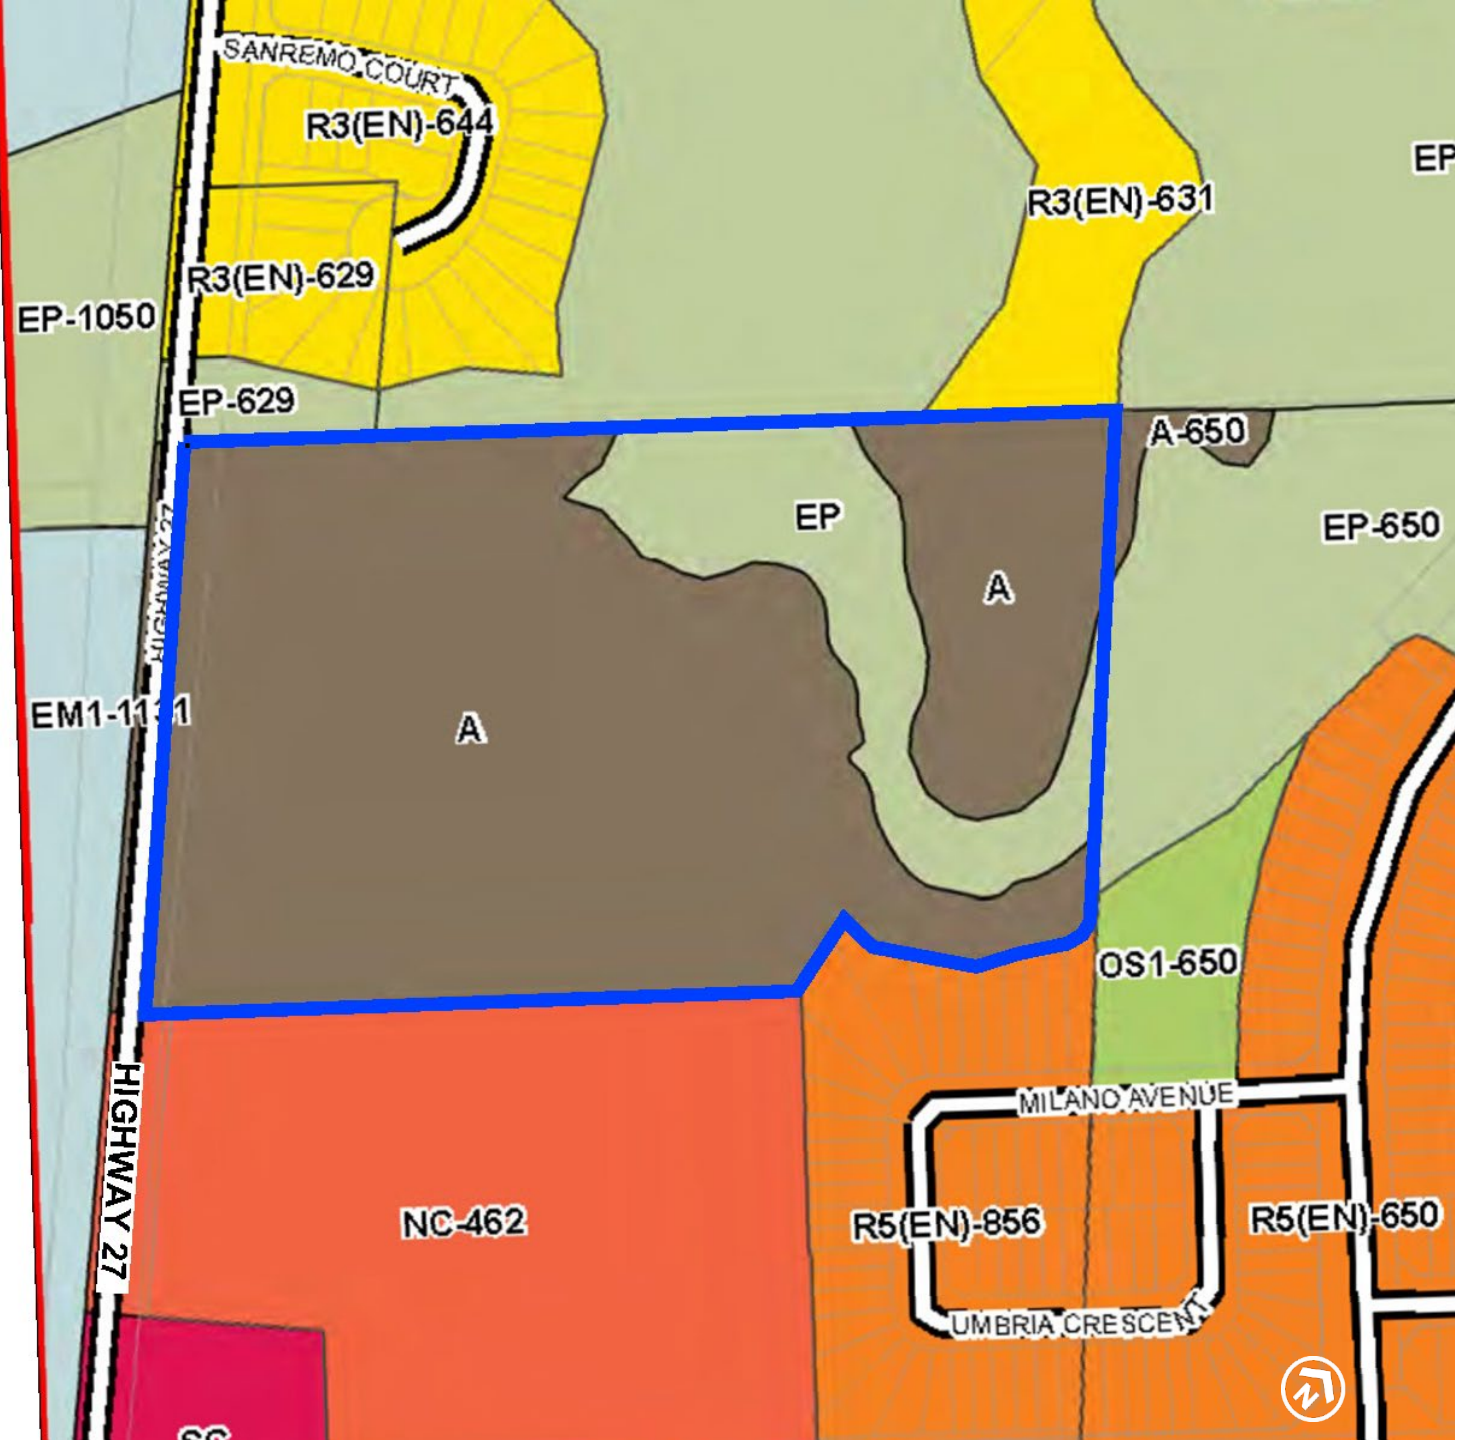 SANREMO COURT
R3(EN)-644
EP
R3(EN)-631
R3(EN)-629
EP-1050
EP-629
A-650
EP
EP-650
HIGHWAY 27
A
EM1-1131
A
OS1-650
HIGHWAY 27
MILANO AVENUE
NC-462
R5(EN)-856
R5(EN)-650
UMBRIA CRESCENT
N